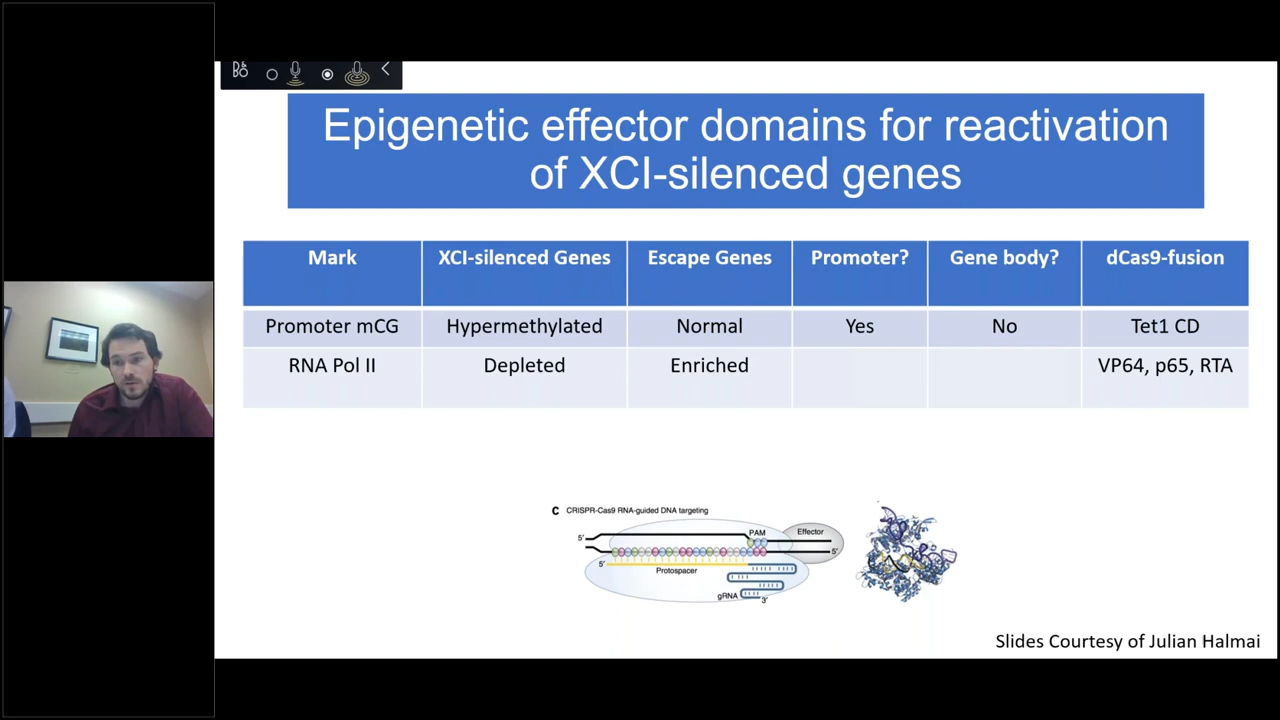 Epigenetic effector domains for reactivation
of XCI-silenced genes
Mark XCI-silenced Genes Escape Genes Promoter? Gene body? dCas9-fusion
Promoter mCG Hypermethylated Normal Yes No Tet1 CD
RNA Pol II Depleted Enriched VP64, p65, RTA
C CRISPR-Cas9 RNA-guided DNA targeting
PAM Effector
5′
5′
5′
Protospacer
gRNA
3′
Slides Courtesy of Julian Halmai